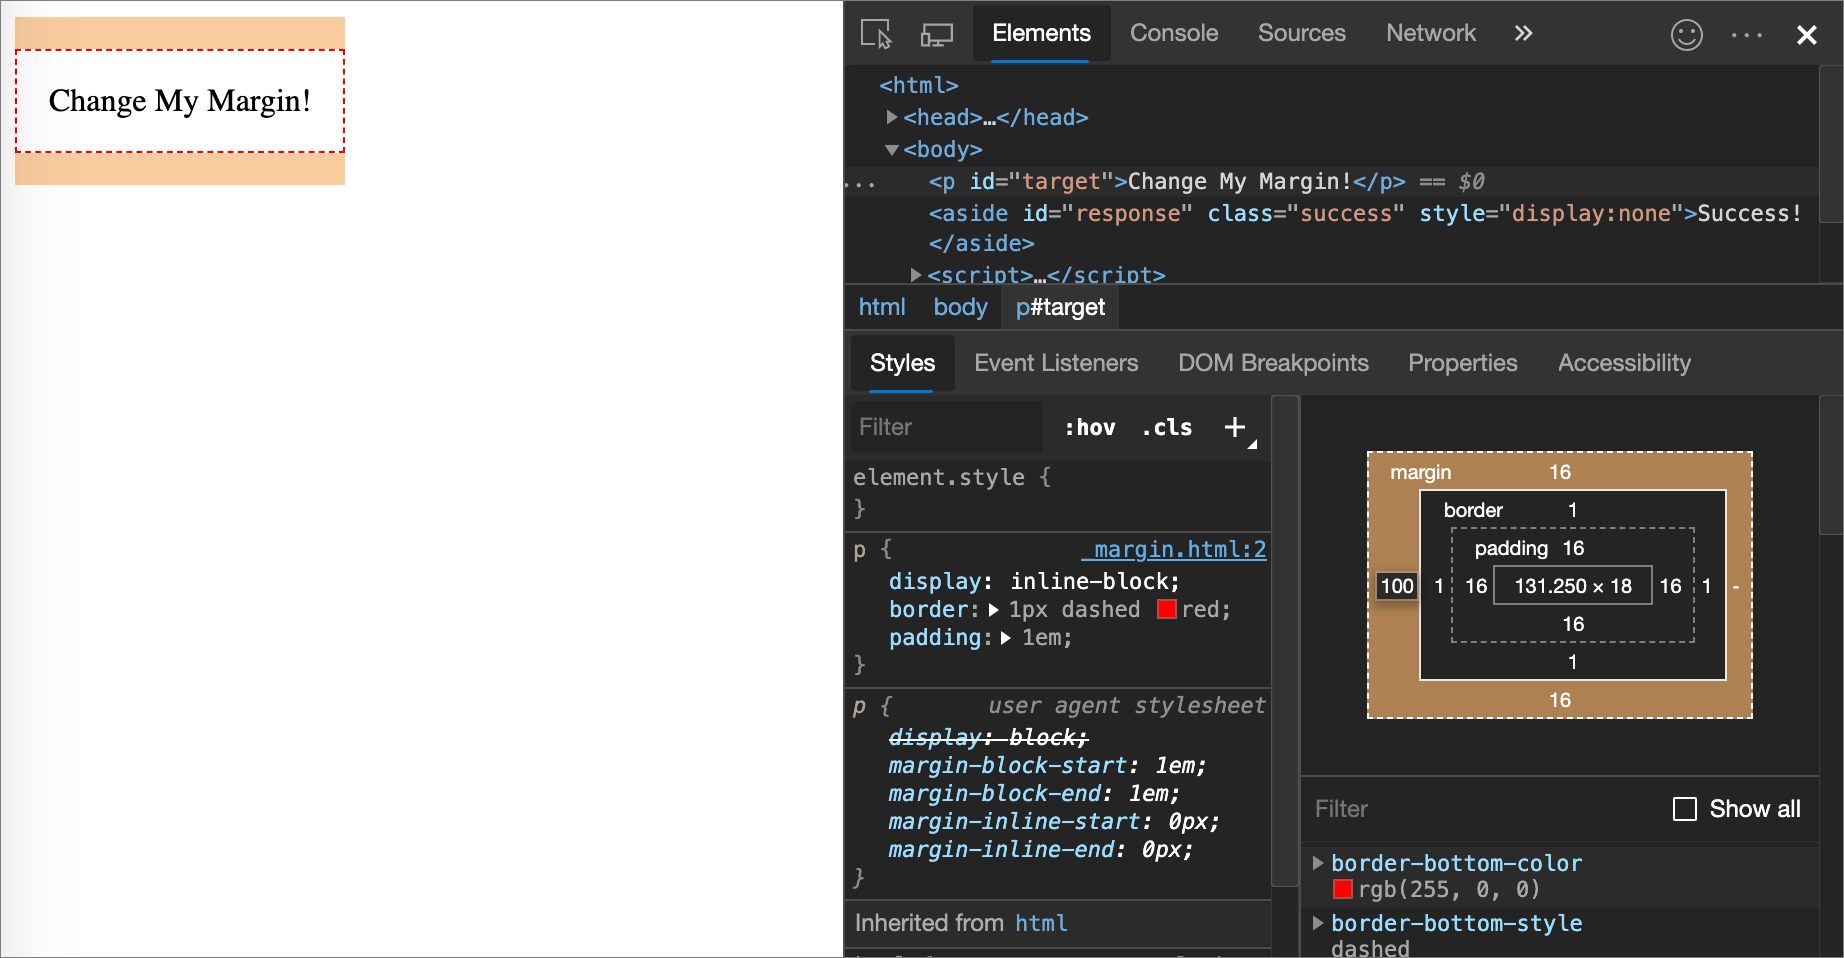 Change My Margin!
Elements Console Sources Network »
<html>
<head>…</head>
<body>
<p id="target">Change My Margin!</p> == $0
<aside id="response" class="success" style="display:none">Success!
</aside>
<script>…</script>
html body p#target
Styles Event Listeners DOM Breakpoints Properties Accessibility
Filter :hov .cls +
element.style {
}
p { _margin.html:2
display: inline-block;
border: 1px dashed red;
padding: 1em;
}
p { user agent stylesheet
display: block;
margin-block-start: 1em;
margin-block-end: 1em;
margin-inline-start: 0px;
margin-inline-end: 0px;
}
Inherited from html
margin 16
border 1
padding 16
100 1 16 131.250 × 18 16 1 -
16
1
16
Filter Show all
border-bottom-color
rgb(255, 0, 0)
border-bottom-style
dashed